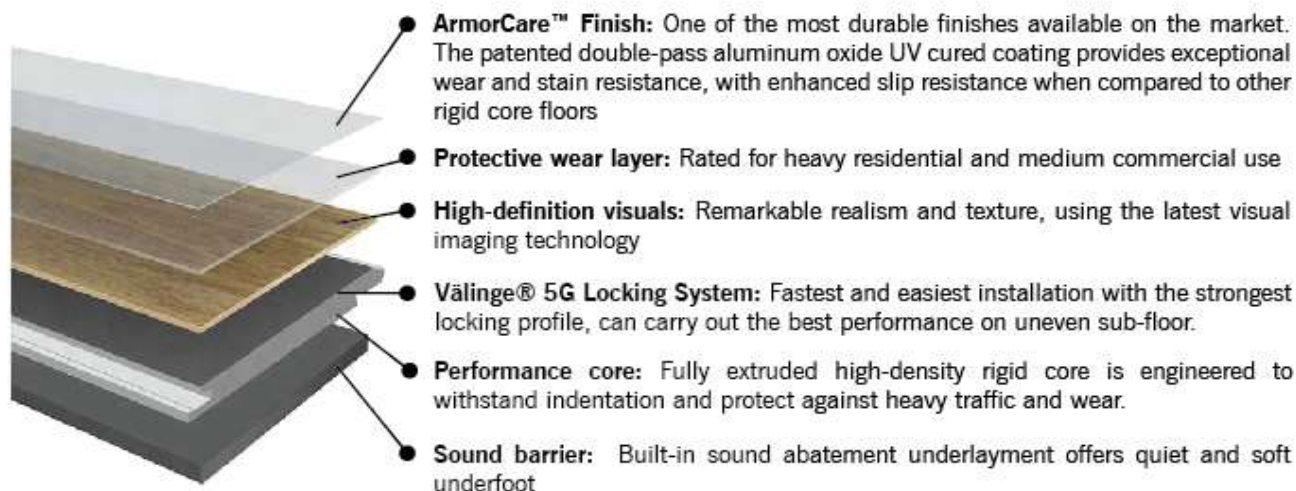 ArmorCare™ Finish: One of the most durable finishes available on the market.
The patented double-pass aluminum oxide UV cured coating provides exceptional
wear and stain resistance, with enhanced slip resistance when compared to other
rigid core floors
Protective wear layer: Rated for heavy residential and medium commercial use
High-definition visuals: Remarkable realism and texture, using the latest visual
imaging technology
Välinge® 5G Locking System: Fastest and easiest installation with the strongest
locking profile, can carry out the best performance on uneven sub-floor.
Performance core: Fully extruded high-density rigid core is engineered to
withstand indentation and protect against heavy traffic and wear.
Sound barrier: Built-in sound abatement underlayment offers quiet and soft
underfoot